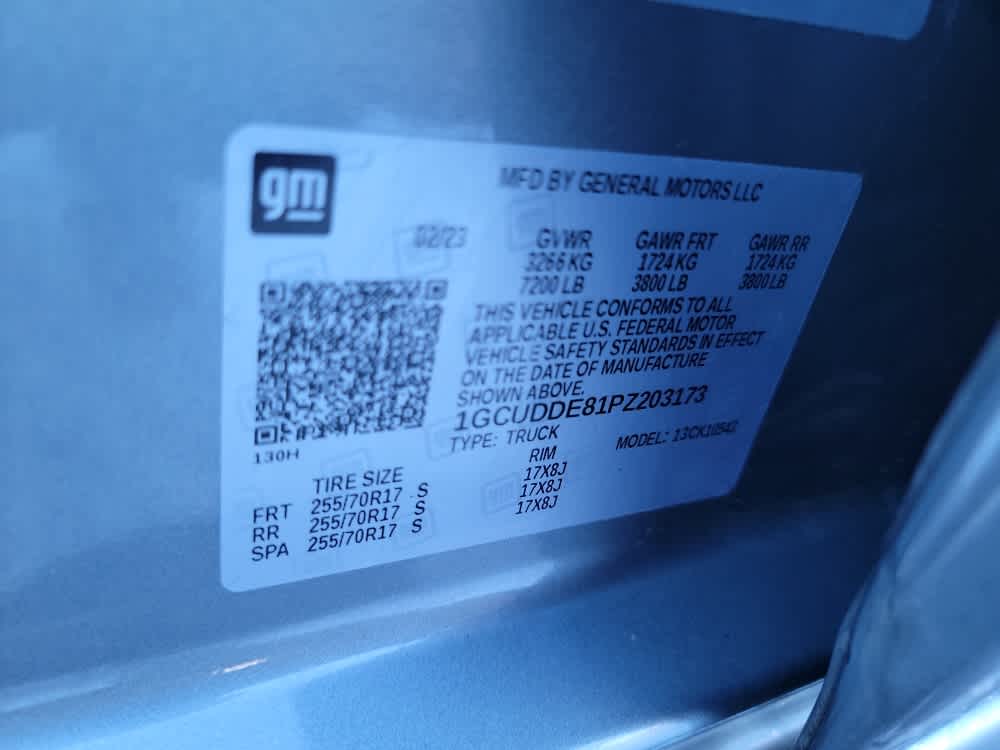 gm
MFD BY GENERAL MOTORS LLC
02/23 GVWR GAWR FRT GAWR RR
3266 KG 1724 KG 1724 KG
7200 LB 3800 LB 3800 LB
THIS VEHICLE CONFORMS TO ALL
APPLICABLE U.S. FEDERAL MOTOR
VEHICLE SAFETY STANDARDS IN EFFECT
ON THE DATE OF MANUFACTURE
SHOWN ABOVE.
1GCUDDE81PZ203173
TYPE: TRUCK MODEL:
130H
TIRE SIZE RIM
FRT 255/70R17 S 17X8J
RR 255/70R17 S 17X8J
SPA 255/70R17 S 17X8J